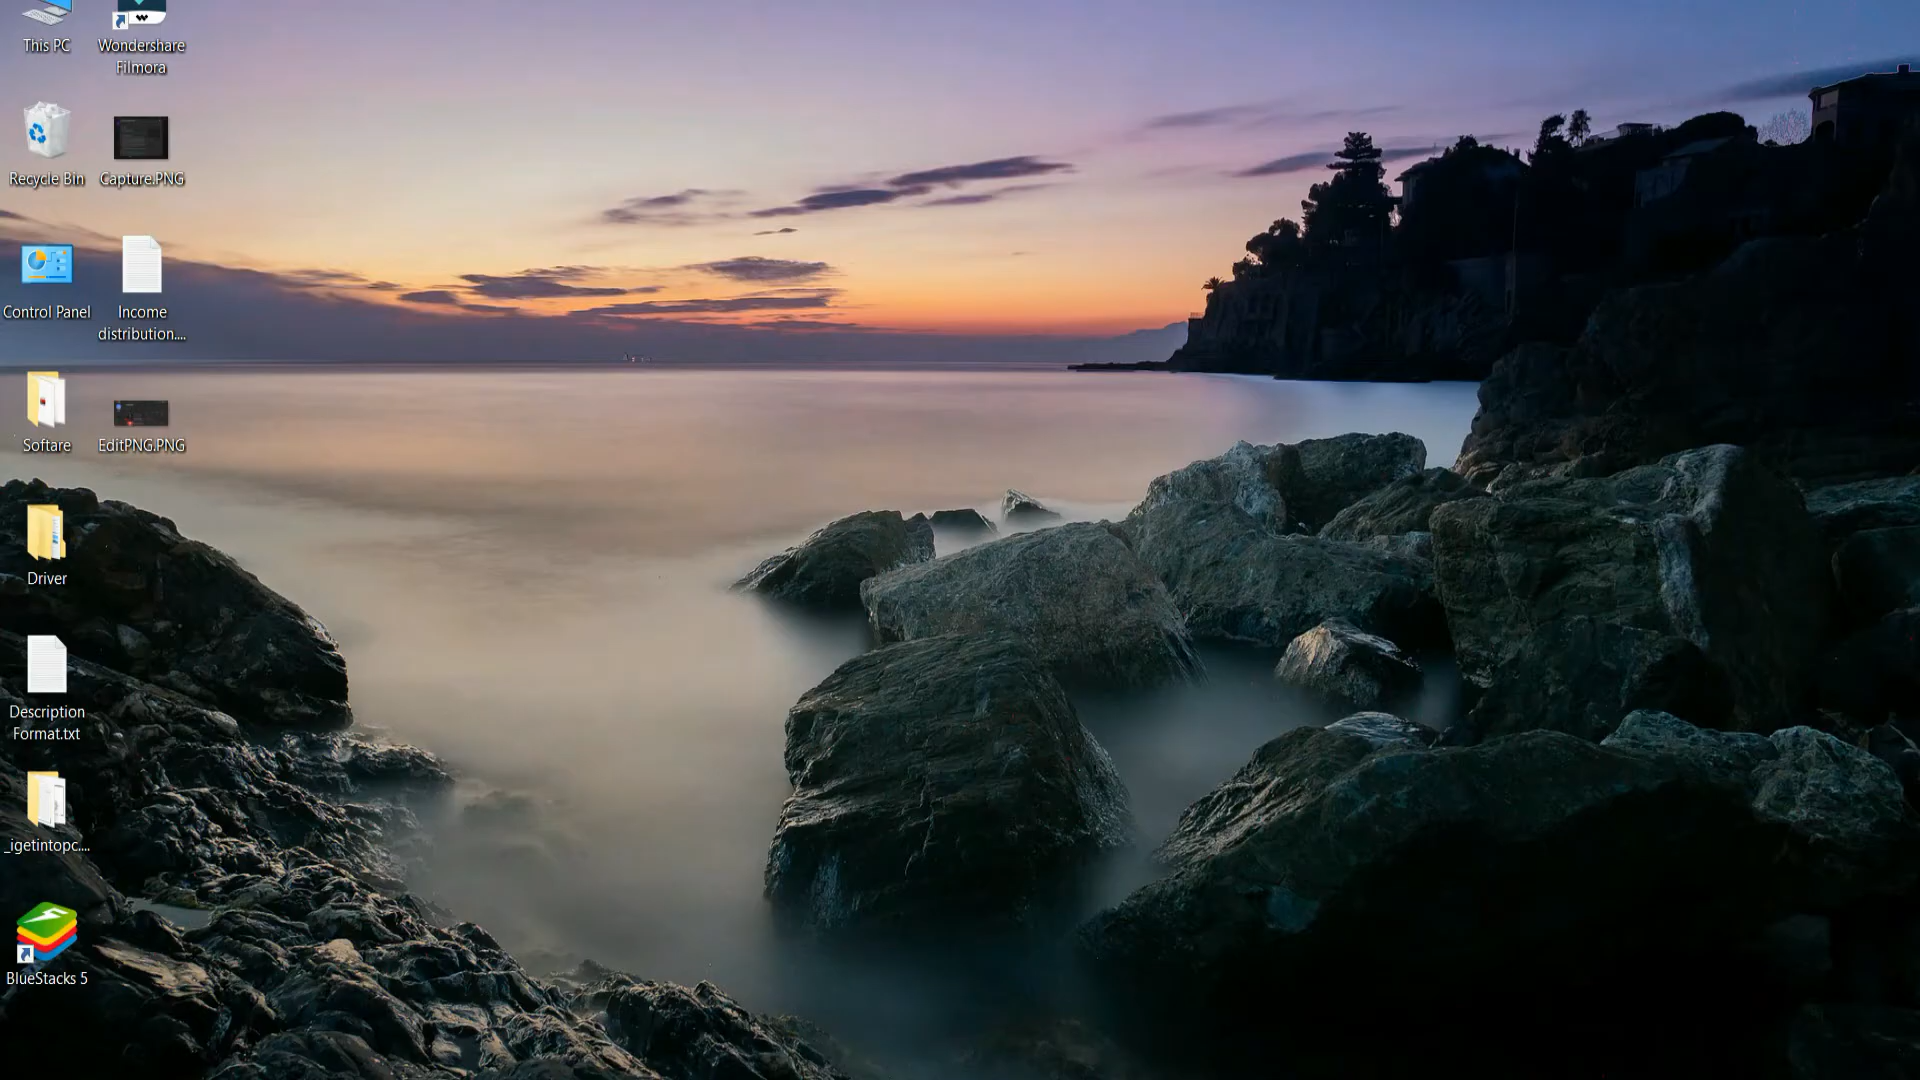 This PC
Wondershare
Filmora
Recycle Bin
Capture.PNG
Control Panel
Income
distribution....
Softare
EditPNG.PNG
Driver
Description
Format.txt
_igetintopc....
BlueStacks 5